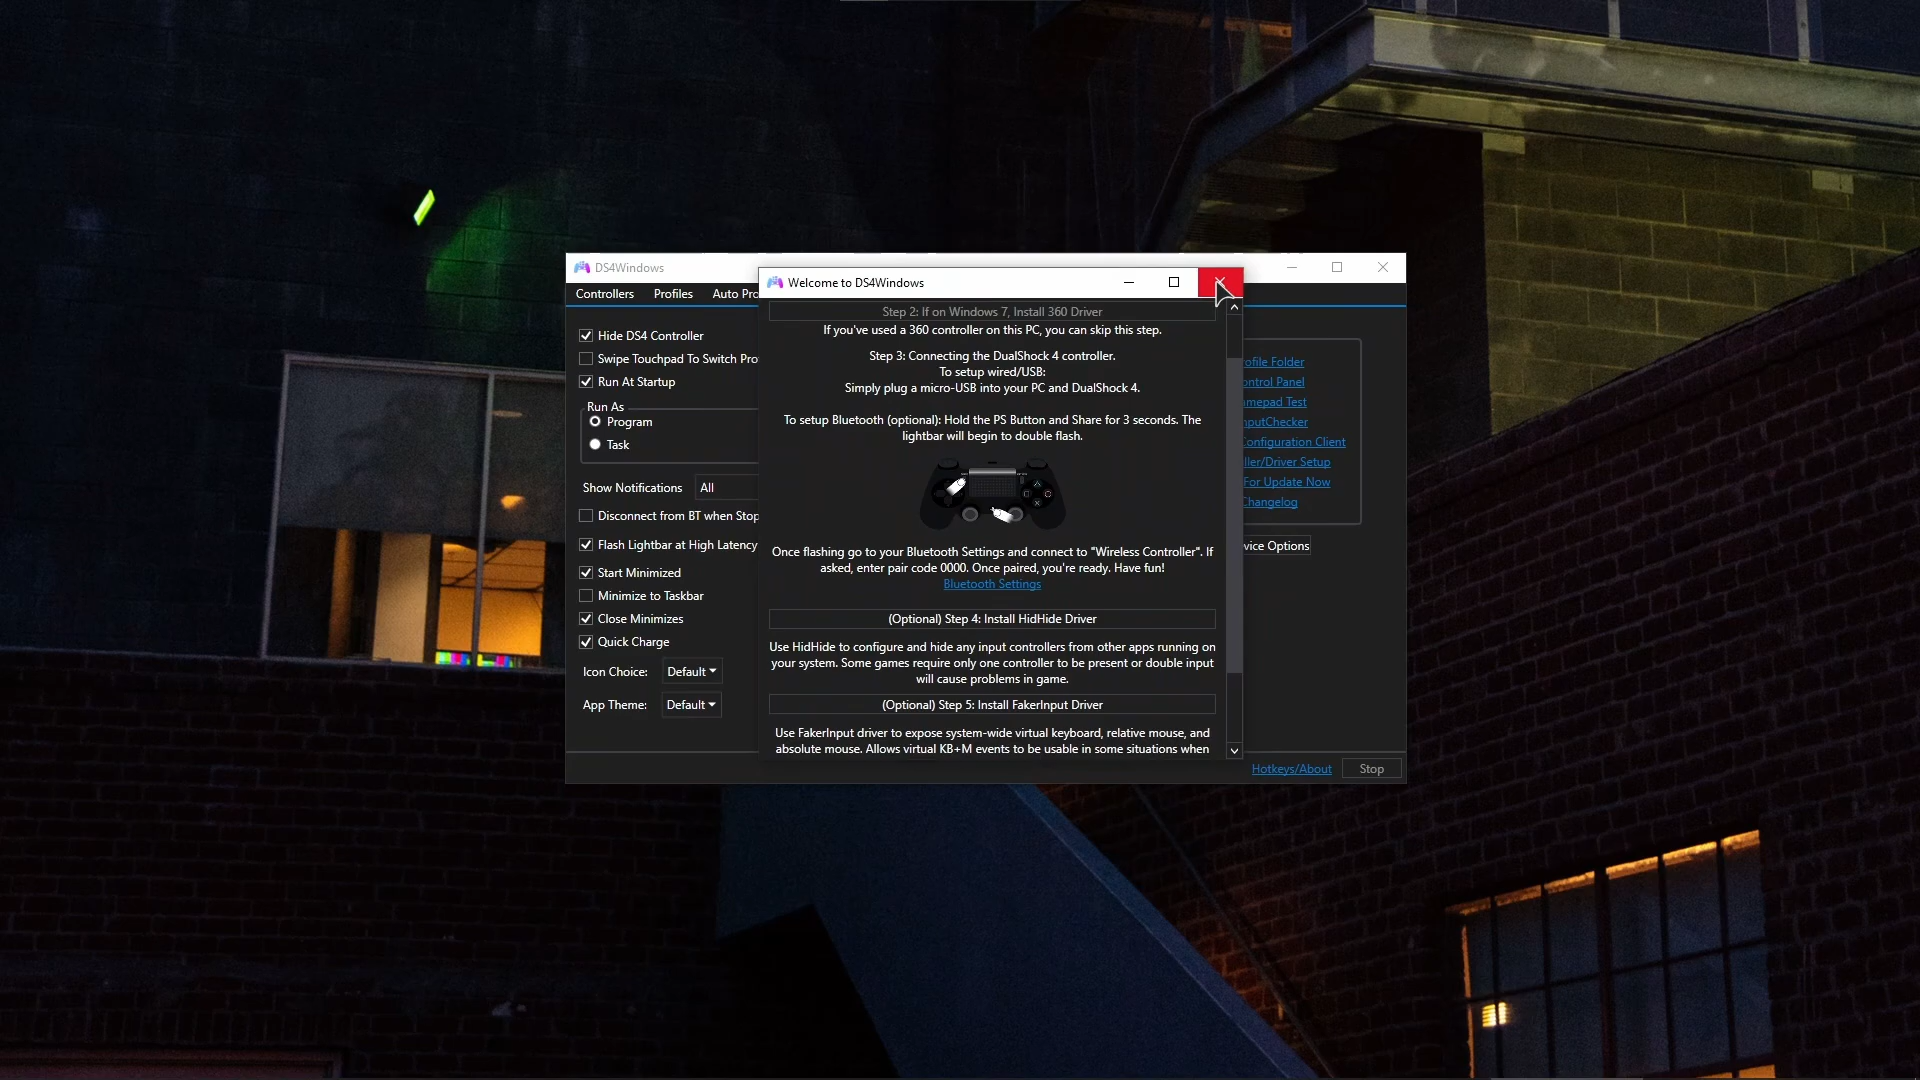 DS4Windows
Controllers Profiles
Hide DS4 Controller
Swipe Touchpad To Switch
Run At Startup
Run As
Program
Task
Show Notifications All
Disconnect from BT when
Flash Lightbar at High Latency
Start Minimized
Minimize to Taskbar
Close Minimizes
Quick Charge
Icon Choice: Default
App Theme: Default
Welcome to DS4Windows
Step 2: If on Windows 7, Install 360 Driver
If you've used a 360 controller on this PC, you can skip this step.
Step 3: Connecting the DualShock 4 controller.
To setup wired/USB:
Simply plug a micro-USB into your PC and DualShock 4.
To setup Bluetooth (optional): Hold the PS Button and Share for 3 seconds. The
lightbar will begin to double flash.
Once flashing go to your Bluetooth Settings and connect to "Wireless Controller". If
asked, enter pair code 0000. Once paired, you're ready. Have fun!
Bluetooth Settings
(Optional) Step 4: Install HidHide Driver
Use HidHide to configure and hide any input controllers from other apps running on
your system. Some games require only one controller to be present or double input
will cause problems in game.
(Optional) Step 5: Install FakerInput Driver
Use FakerInput driver to expose system-wide virtual keyboard, relative mouse, and
absolute mouse. Allows virtual KB+M events to be usable in some situations when
Folder
Panel
Test
Configuration Client
Setup
For Update Now
Changelog
Options
Hotkeys/About
Stop